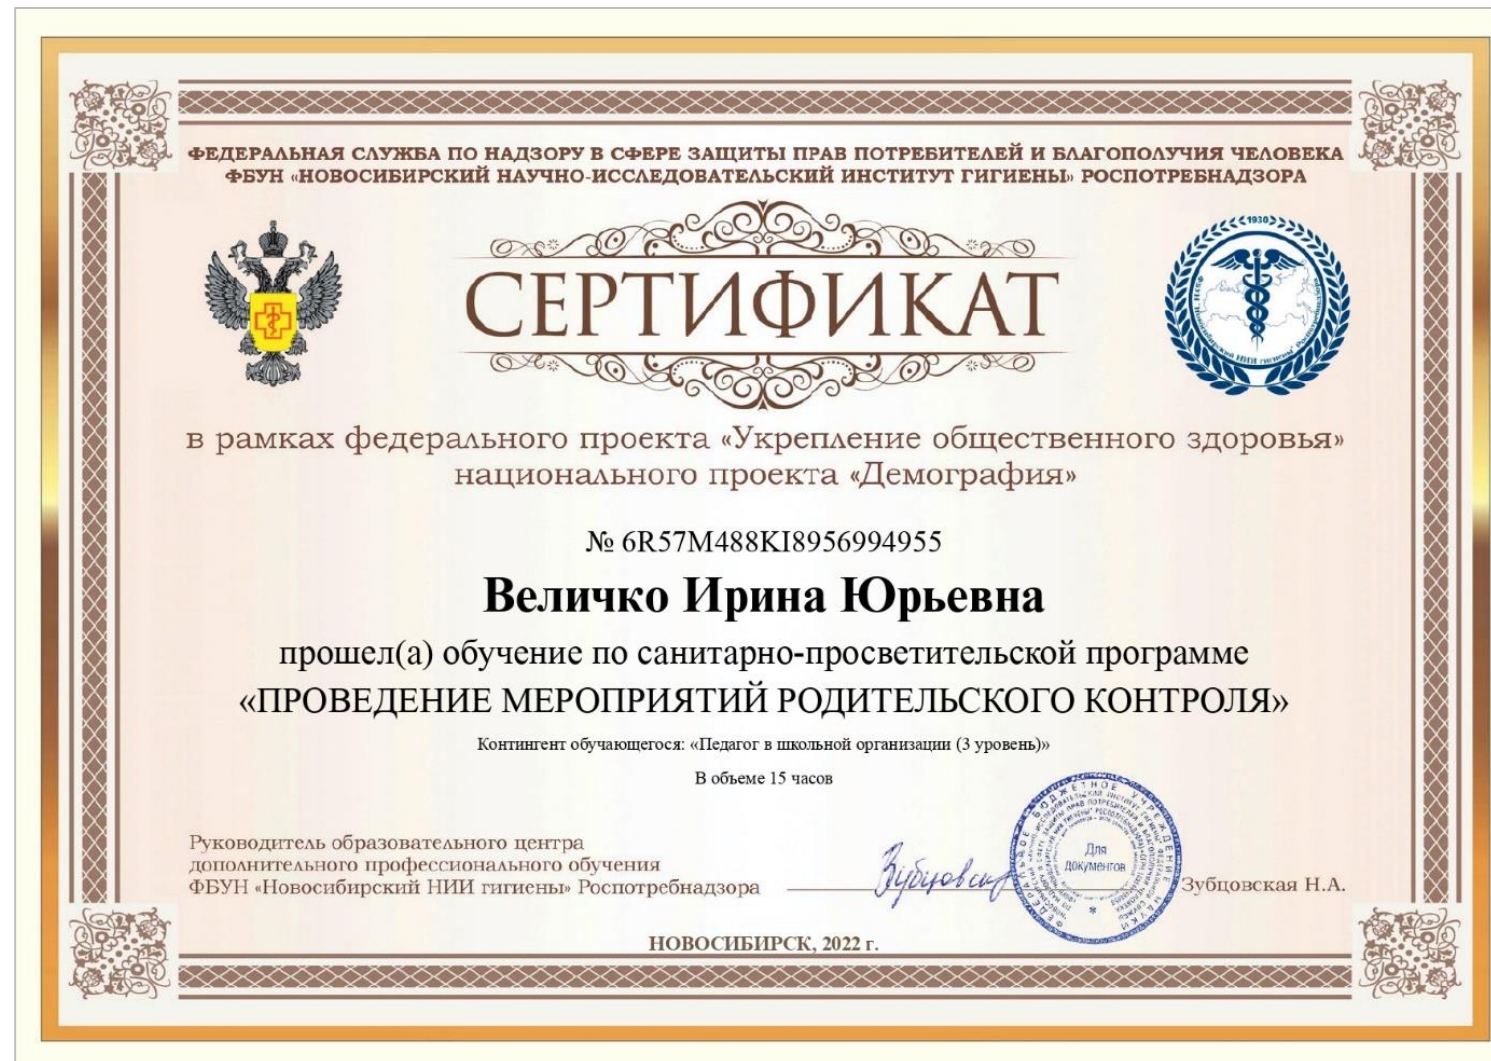 ФЕДЕРАЛЬНАЯ СЛУЖБА ПО НАДЗОРУ В СФЕРЕ ЗАЩИТЫ ПРАВ ПОТРЕБИТЕЛЕЙ И БЛАГОПОЛУЧИЯ ЧЕЛОВЕКА
ФБУН «НОВОСИБИРСКИЙ НАУЧНО-ИССЛЕДОВАТЕЛЬСКИЙ ИНСТИТУТ ГИГИЕНЫ» РОСПОТРЕБНАДЗОРА
1930
СЕРТИФИКАТ
в рамках федерального проекта «Укрепление общественного здоровья»
национального проекта «Демография»
№ 6R57M488KI8956994955
Величко Ирина Юрьевна
прошел(а) обучение по санитарно-просветительской программе
«ПРОВЕДЕНИЕ МЕРОПРИЯТИЙ РОДИТЕЛЬСКОГО КОНТРОЛЯ»
Контингент обучающегося: «Педагог в школьной организации (3 уровень)»
В объеме 15 часов
Руководитель образовательного центра
дополнительного профессионального обучения
ФБУН «Новосибирский НИИ гигиены» Роспотребнадзора
Для
документов
Зубцовская Н.А.
НОВОСИБИРСК, 2022 г.